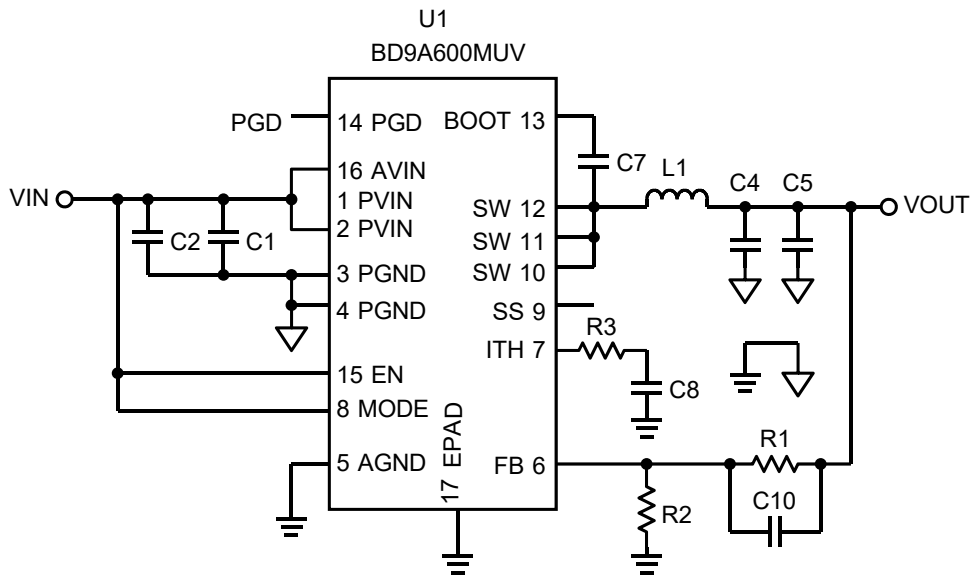 U1
BD9A600MUV
PGD
14 PGD
BOOT 13
C7
16 AVIN
L1
C4
C5
VIN
1 PVIN
SW 12
VOUT
2 PVIN
C2
C1
SW 11
3 PGND
SW 10
4 PGND
SS 9
R3
ITH 7
15 EN
C8
8 MODE
R1
5 AGND
17 EPAD
FB 6
C10
R2